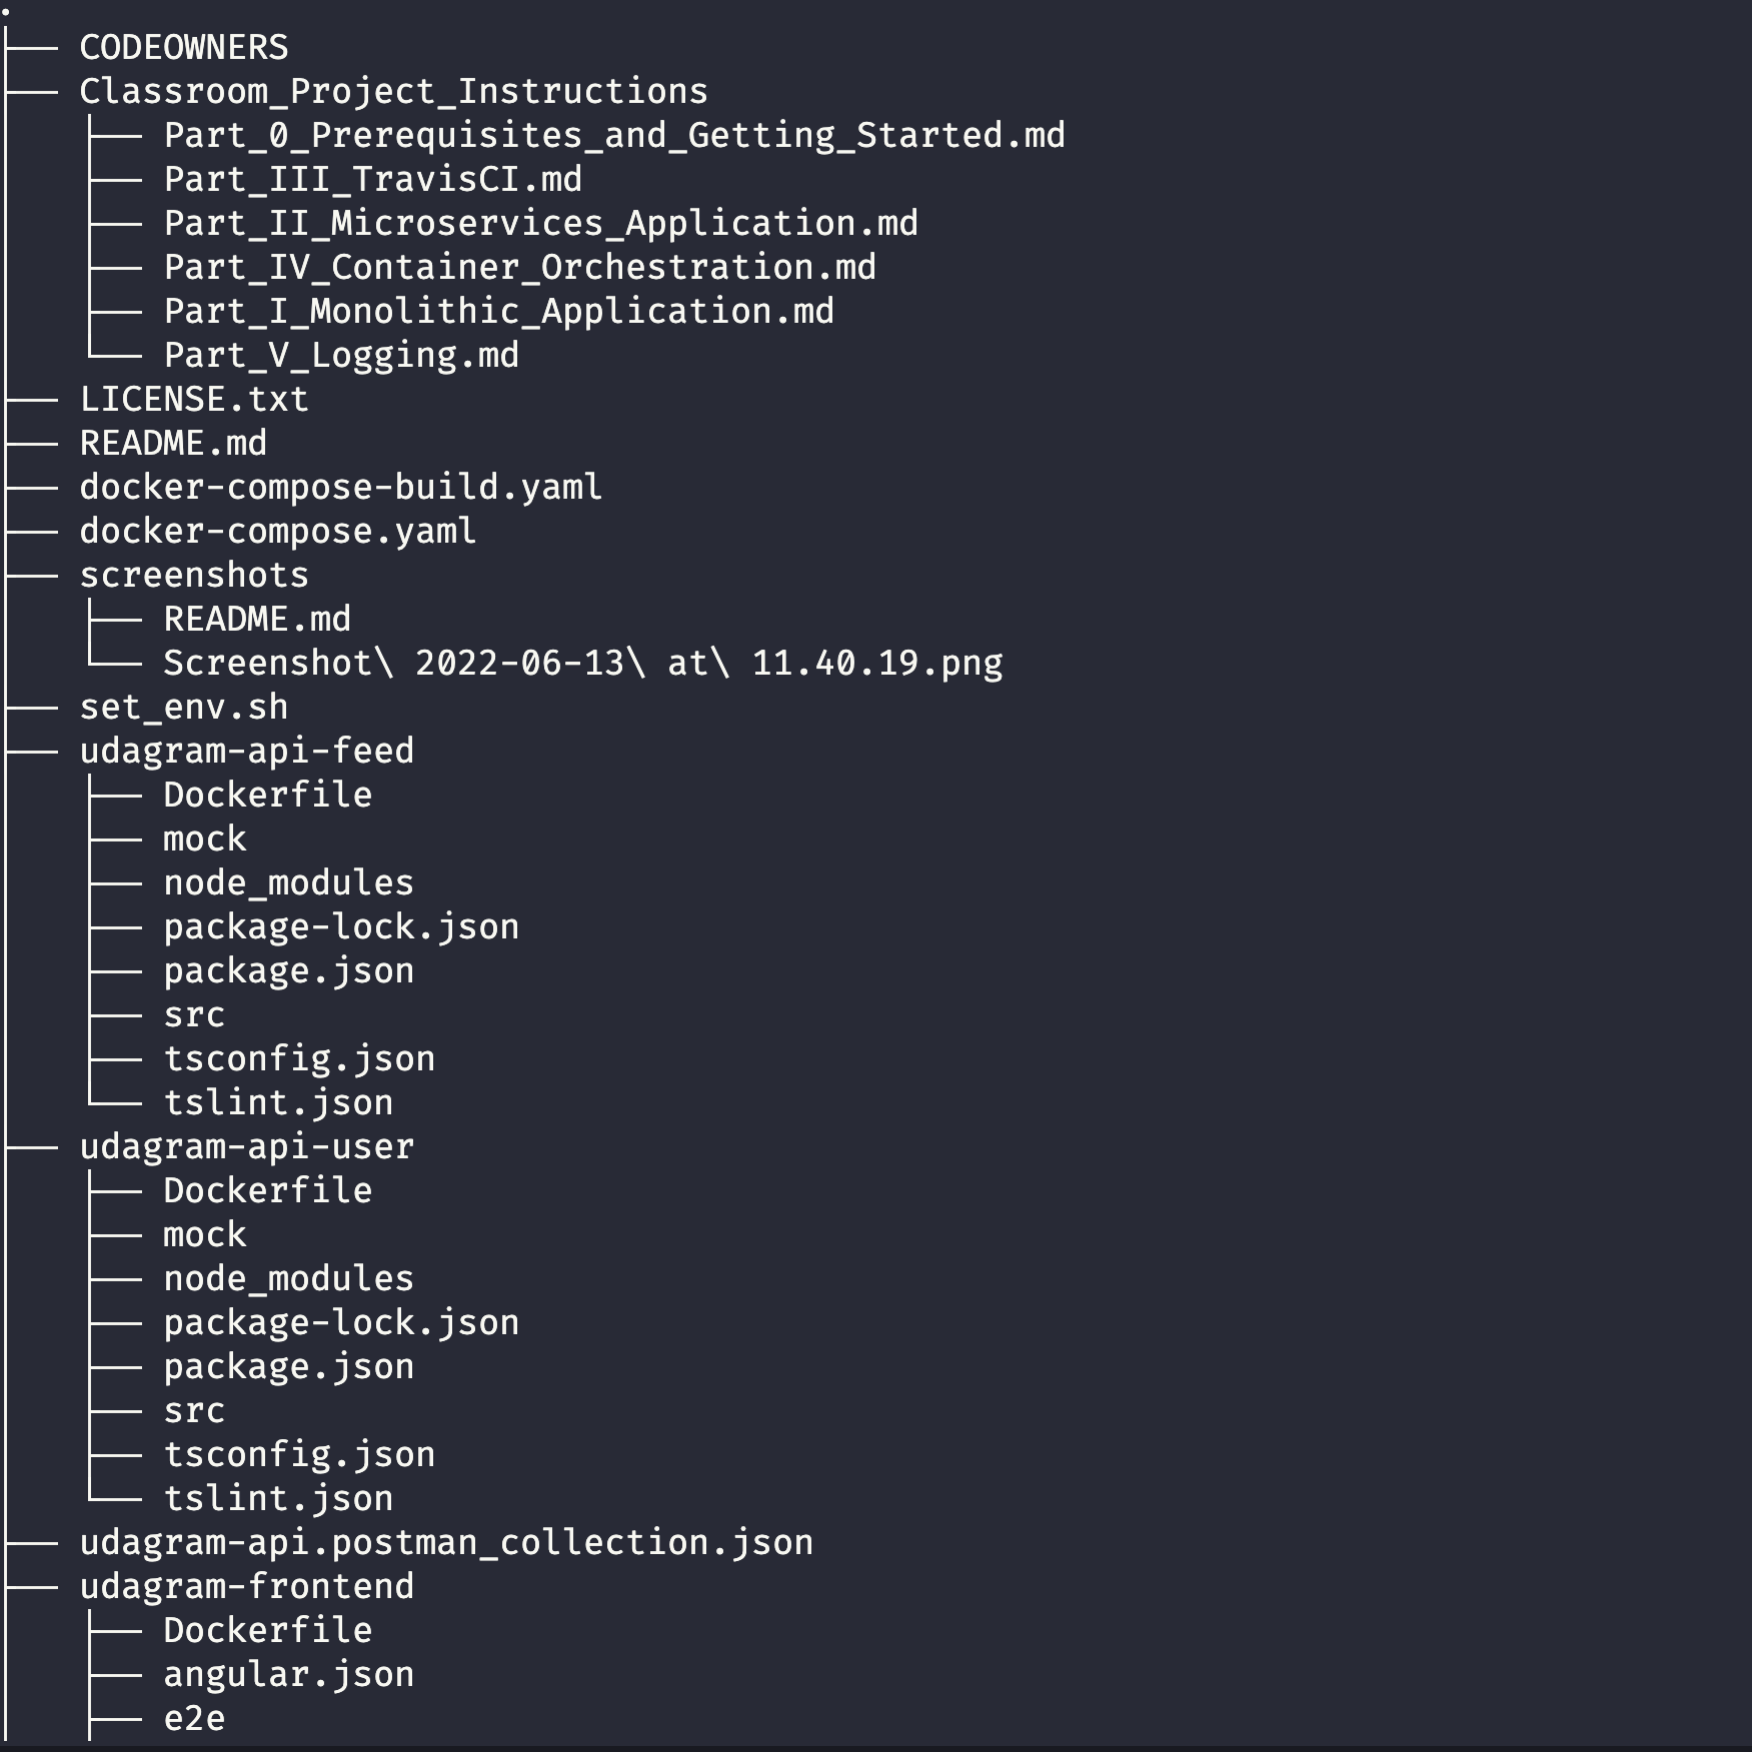 .
├── CODEOWNERS
├── Classroom_Project_Instructions
│   ├── Part_0_Prerequisites_and_Getting_Started.md
│   ├── Part_III_TravisCI.md
│   ├── Part_II_Microservices_Application.md
│   ├── Part_IV_Container_Orchestration.md
│   ├── Part_I_Monolithic_Application.md
│   └── Part_V_Logging.md
├── LICENSE.txt
├── README.md
├── docker-compose-build.yaml
├── docker-compose.yaml
├── screenshots
│   ├── README.md
│   └── Screenshot\ 2022-06-13\ at\ 11.40.19.png
├── set_env.sh
├── udagram-api-feed
│   ├── Dockerfile
│   ├── mock
│   ├── node_modules
│   ├── package-lock.json
│   ├── package.json
│   ├── src
│   ├── tsconfig.json
│   └── tslint.json
├── udagram-api-user
│   ├── Dockerfile
│   ├── mock
│   ├── node_modules
│   ├── package-lock.json
│   ├── package.json
│   ├── src
│   ├── tsconfig.json
│   └── tslint.json
├── udagram-api.postman_collection.json
├── udagram-frontend
│   ├── Dockerfile
│   ├── angular.json
│   ├── e2e